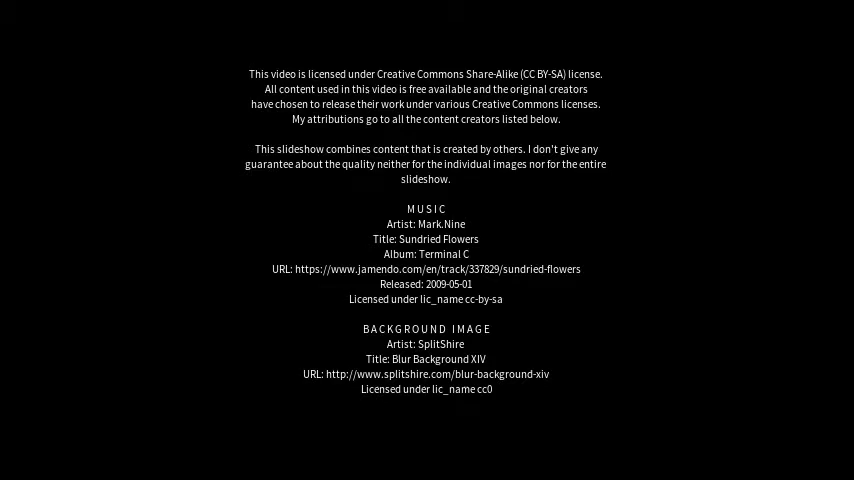 This video is licensed under Creative Commons Share-Alike (CC BY-SA) license.
All content used in this video is free available and the original creators
have chosen to release their work under various Creative Commons licenses.
My attributions go to all the content creators listed below.
This slideshow combines content that is created by others. I don't give any
guarantee about the quality neither for the individual images nor for the entire
slideshow.
MUSIC
Artist: Mark.Nine
Title: Sundried Flowers
Album: Terminal C
URL: https://www.jamendo.com/en/track/337829/sundried-flowers
Released: 2009-05-01
Licensed under lic_name cc-by-sa
BACKGROUND IMAGE
Artist: SplitShire
Title: Blur Background XIV
URL: http://www.splitshire.com/blur-background-xiv
Licensed under lic_name cc0